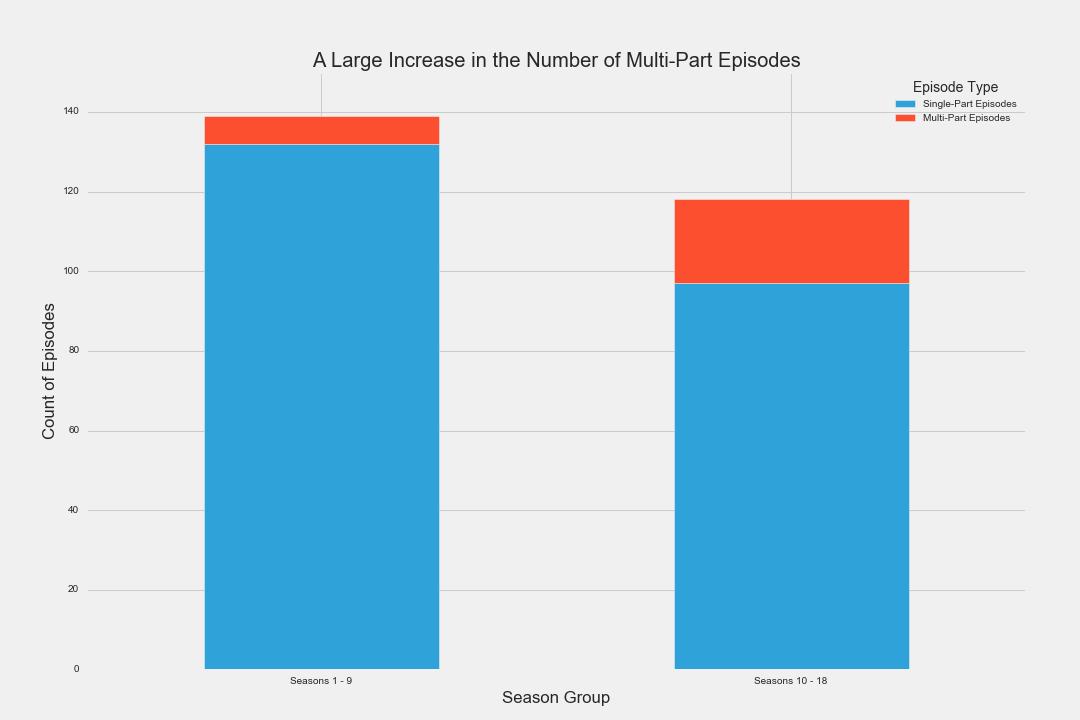 A Large Increase in the Number of Multi-Part Episodes
Episode Type
Single-Part Episodes
Multi-Part Episodes
Count of Episodes
140
120
100
80
60
40
20
0
Seasons 1 - 9
Seasons 10 - 18
Season Group